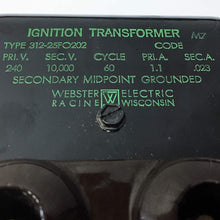 IGNITION TRANSFORMER MZ
TYPE 312-25FO202 CODE
PRI.V. SEC.V. CYCLE PRI.A. SEC.A.
240 10,000 60 1.1 .023
SECONDARY MIDPOINT GROUNDED
WEBSTER W ELECTRIC
RACINE WISCONSIN